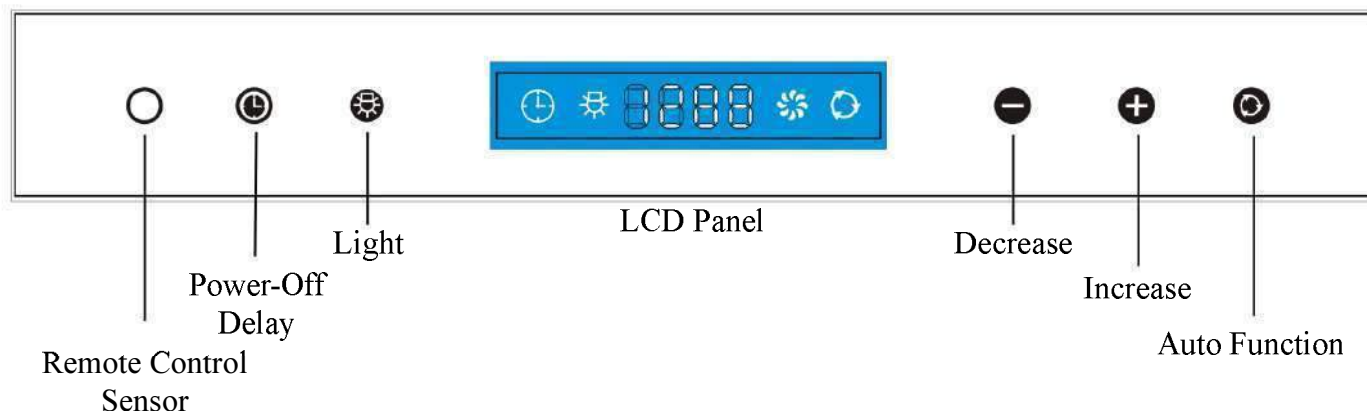 Remote Control
Sensor
Power-Off
Delay
Light
LCD Panel
Decrease
Increase
Auto Function